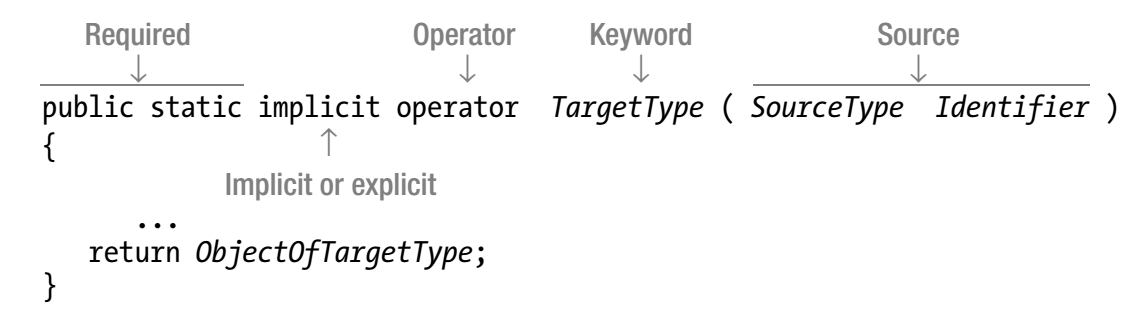 Required Operator Keyword Source
public static implicit operator TargetType ( SourceType Identifier )
{
Implicit or explicit
...
return ObjectOfTargetType;
}